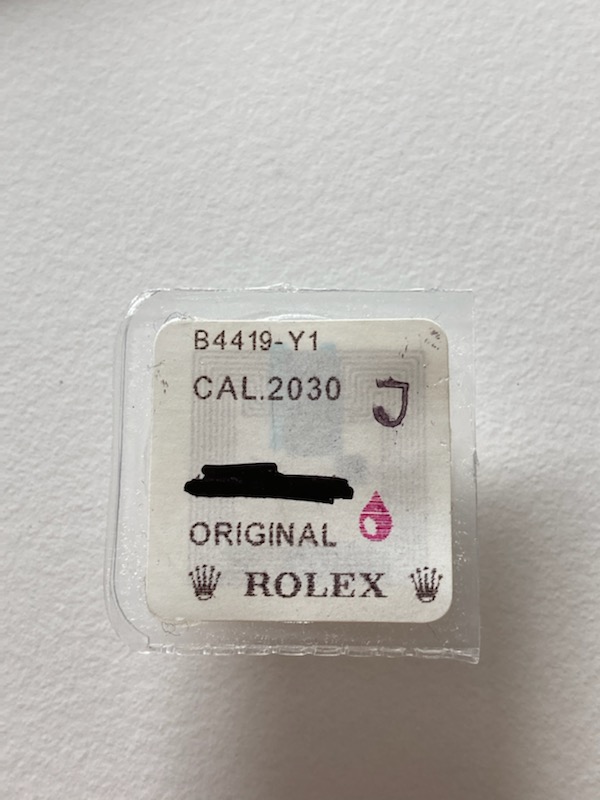 B4419-Y1
CAL.2030 J
ORIGINAL
ROLEX